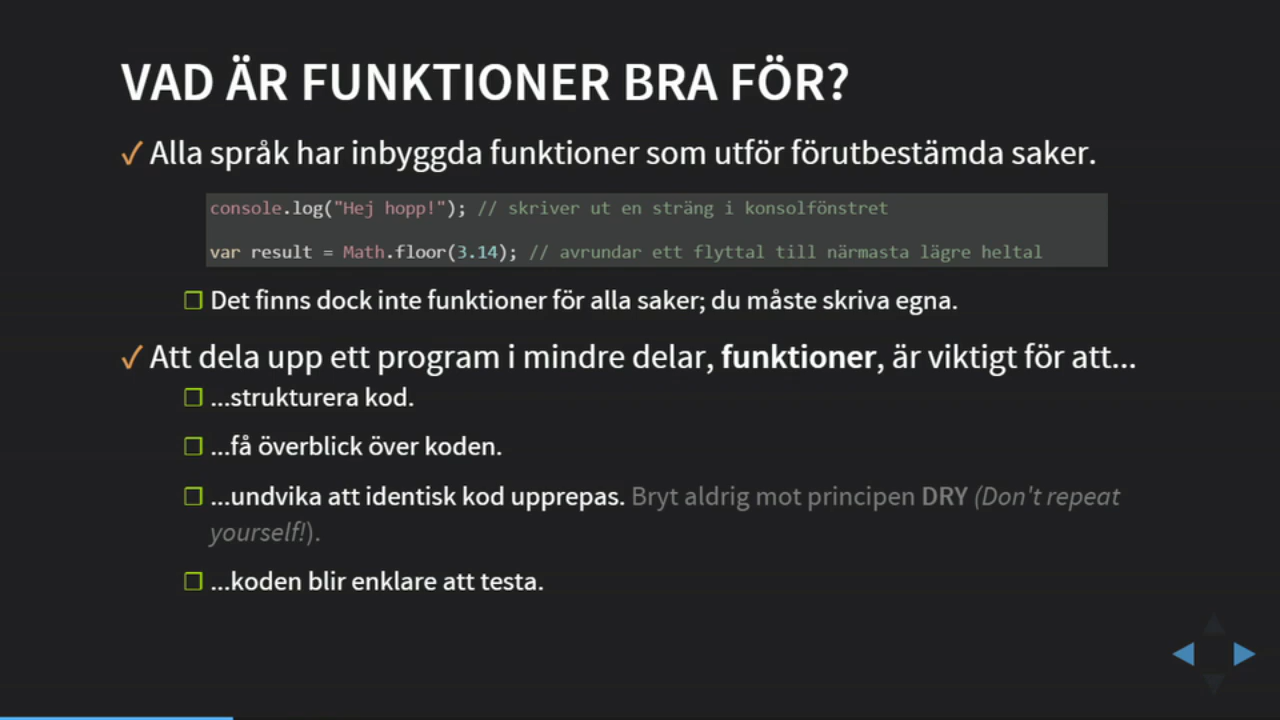 VAD ÄR FUNKTIONER BRA FÖR?
✓ Alla språk har inbyggda funktioner som utför förutbestämda saker.
console.log("Hej hopp!"); // skriver ut en sträng i konsolfönstret
var result = Math.floor(3.14); // avrundar ett flyttal till närmasta lägre heltal
❒ Det finns dock inte funktioner för alla saker; du måste skriva egna.
✓ Att dela upp ett program i mindre delar, funktioner, är viktigt för att...
❒ ...strukturera kod.
❒ ...få överblick över koden.
❒ ...undvika att identisk kod upprepas. Bryt aldrig mot principen DRY (Don't repeat
yourself!).
❒ ...koden blir enklare att testa.